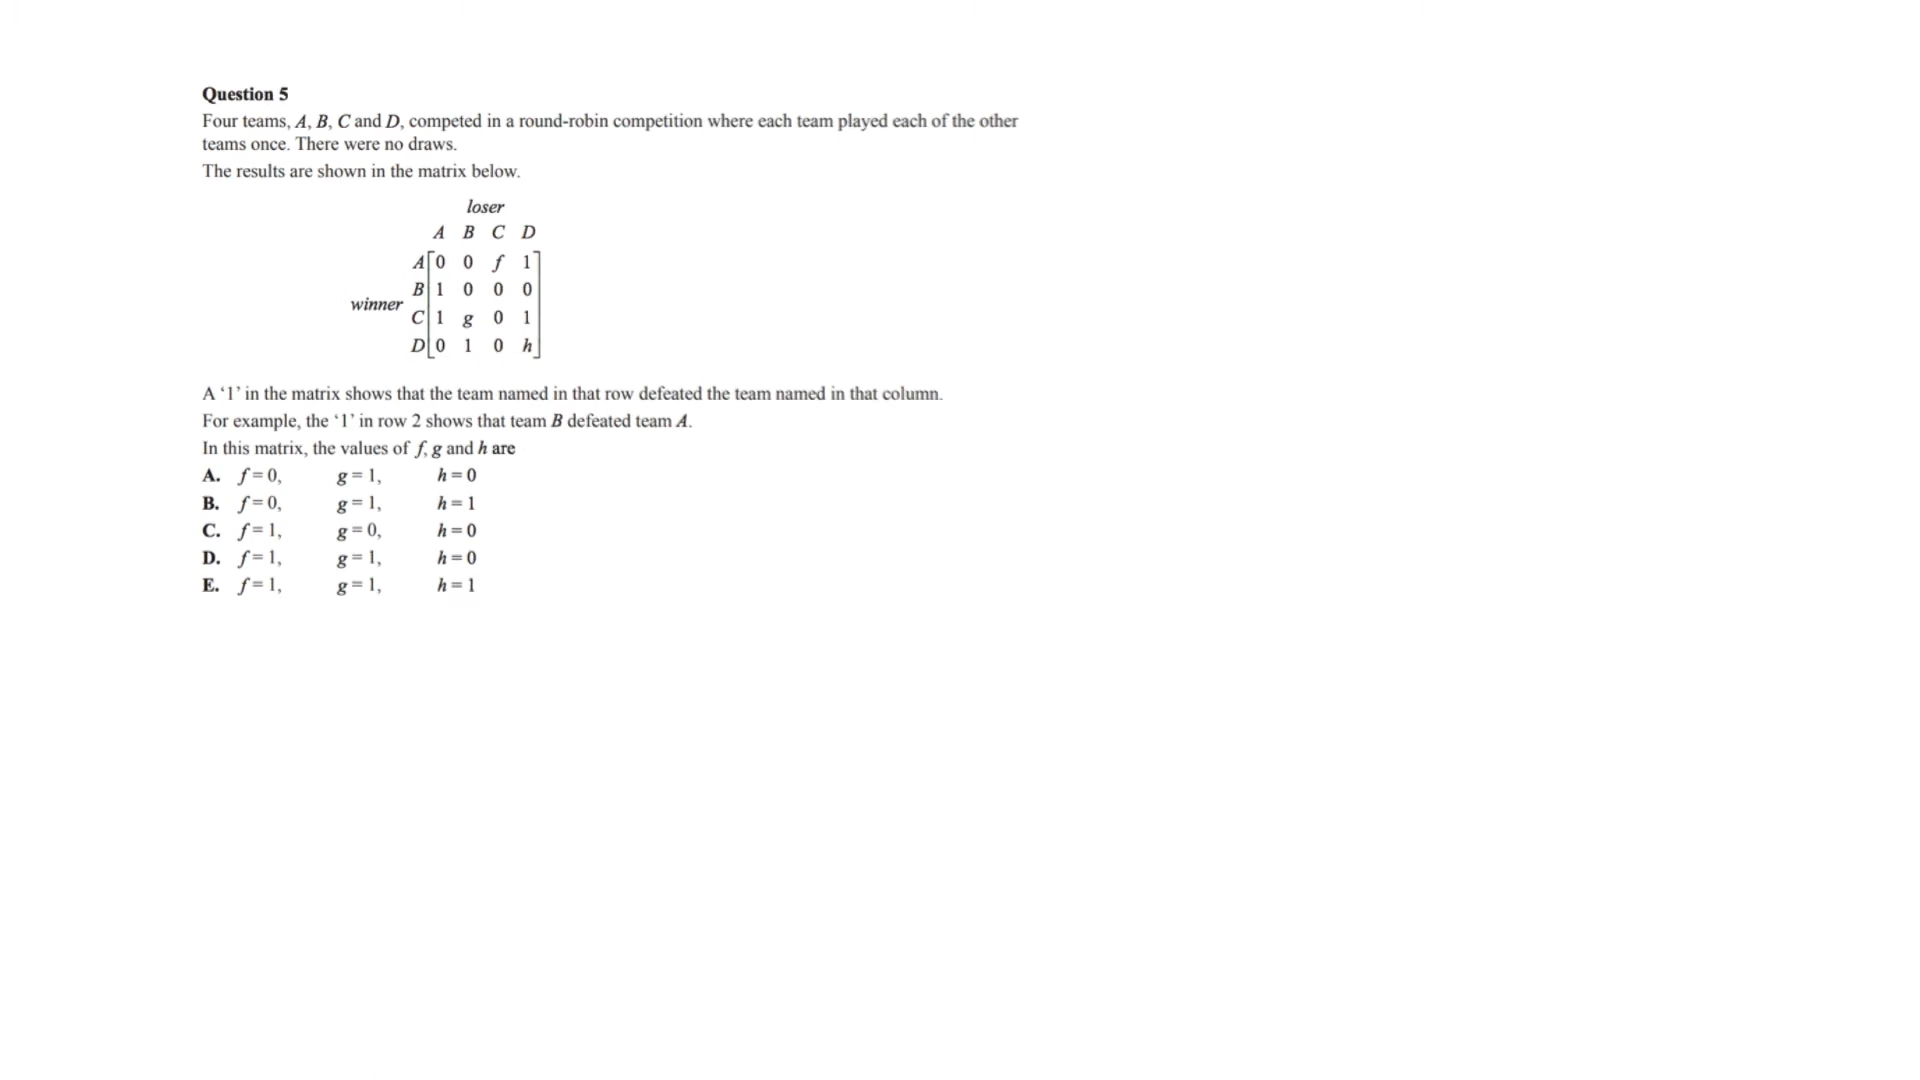 Question 5
Four teams, A, B, C and D, competed in a round-robin competition where each team played each of the other
teams once. There were no draws.
The results are shown in the matrix below.
loser
A B C D
A 0 0 f 1
B 1 0 0 0
winner
C 1 g 0 1
D 0 1 0 h
A ‘1’ in the matrix shows that the team named in that row defeated the team named in that column.
For example, the ‘1’ in row 2 shows that team B defeated team A.
In this matrix, the values of f, g and h are
A. f = 0, g = 1, h = 0
B. f = 0, g = 1, h = 1
C. f = 1, g = 0, h = 0
D. f = 1, g = 1, h = 0
E. f = 1, g = 1, h = 1